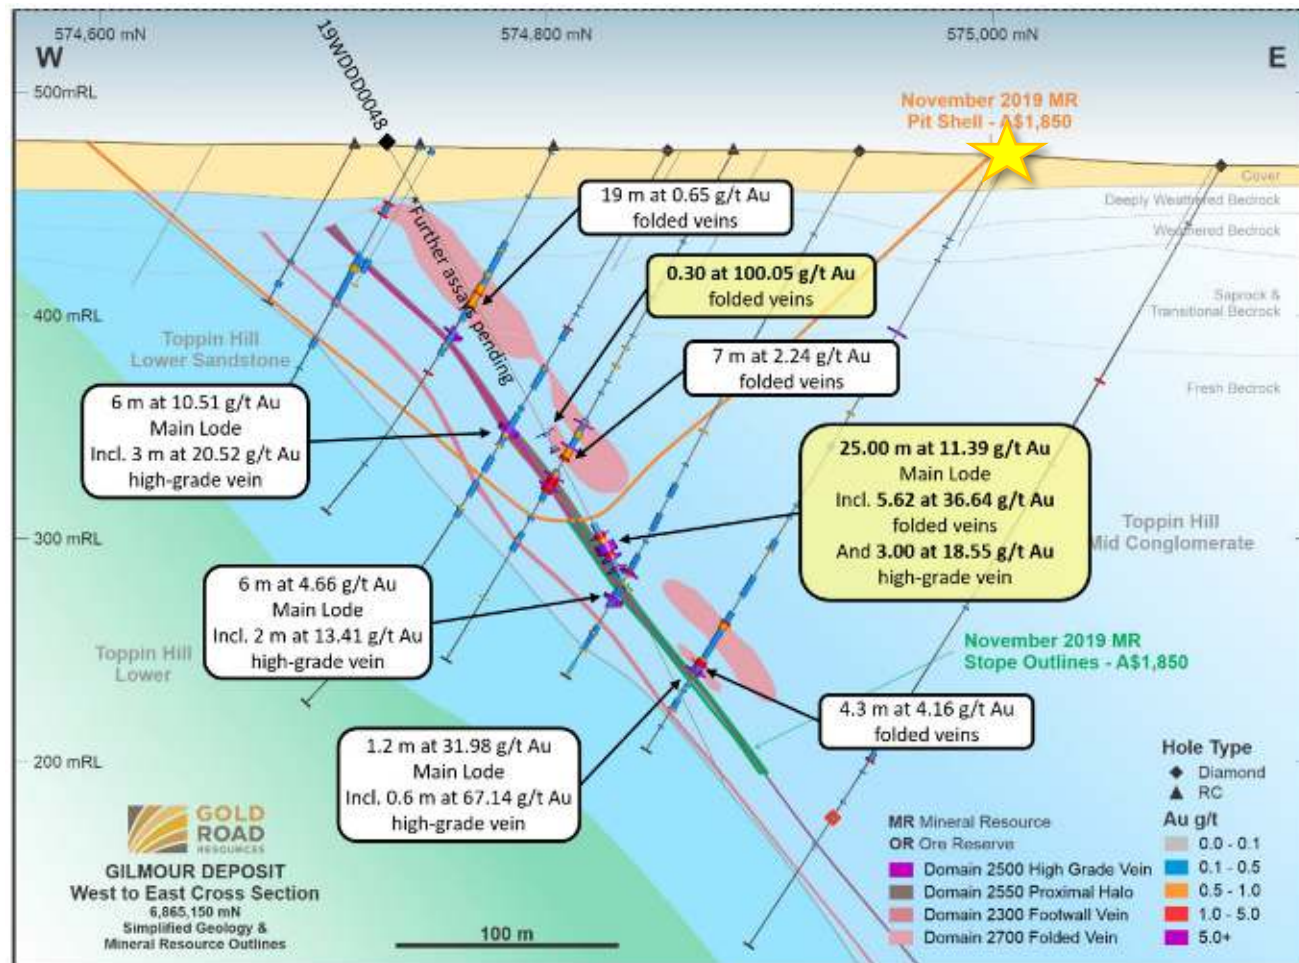 574,600 mN
574,800 mN
575,000 mN
W
E
19WDDD0048
500mRL
November 2019 MR
Pit Shell - A$1,850
Cover
Deeply Weathered Bedrock
Weathered Bedrock
Saprock &
Transitional Bedrock
Fresh Bedrock
*Further assays pending
19 m at 0.65 g/t Au
folded veins
0.30 at 100.05 g/t Au
folded veins
7 m at 2.24 g/t Au
folded veins
400 mRL
Toppin Hill
Lower Sandstone
6 m at 10.51 g/t Au
Main Lode
Incl. 3 m at 20.52 g/t Au
high-grade vein
25.00 m at 11.39 g/t Au
Main Lode
Incl. 5.62 at 36.64 g/t Au
folded veins
And 3.00 at 18.55 g/t Au
high-grade vein
Toppin Hill
Mid Conglomerate
300 mRL
6 m at 4.66 g/t Au
Main Lode
Incl. 2 m at 13.41 g/t Au
high-grade vein
Toppin Hill
Lower
November 2019 MR
Stope Outlines - A$1,850
4.3 m at 4.16 g/t Au
folded veins
1.2 m at 31.98 g/t Au
Main Lode
Incl. 0.6 m at 67.14 g/t Au
high-grade vein
200 mRL
GOLD
ROAD
RESOURCES
GILMOUR DEPOSIT
West to East Cross Section
6,865,150 mN
Simplified Geology &
Mineral Resource Outlines
100 m
MR Mineral Resource
OR Ore Reserve
Domain 2500 High Grade Vein
Domain 2550 Proximal Halo
Domain 2300 Footwall Vein
Domain 2700 Folded Vein
Hole Type
Diamond
RC
Au g/t
0.0 - 0.1
0.1 - 0.5
0.5 - 1.0
1.0 - 5.0
5.0+